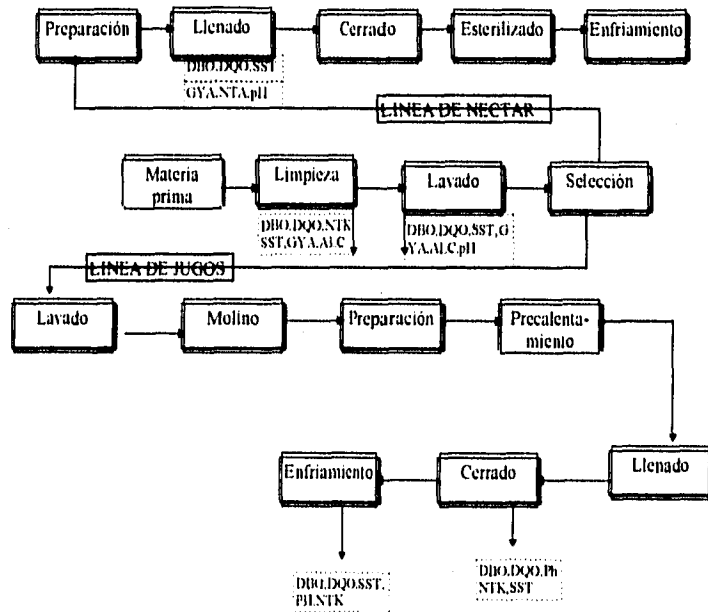 Preparación
Llenado
Cerrado
Esterilizado
Enfriamiento
DBO,DQO,SST
GYA,NTA,pH
LINEA DE NECTAR
Materia
prima
Limpieza
Lavado
Selección
DBO,DQO,NTK
SST,GYA,ALC
DBO,DQO,SST,G
YA,ALC,pH
LINEA DE JUGOS
Lavado
Molino
Preparación
Precalenta-
miento
Enfriamiento
Cerrado
Llenado
DBO,DQO,SST,
PH,NTK
DBO,DQO,Ph
NTK,SST